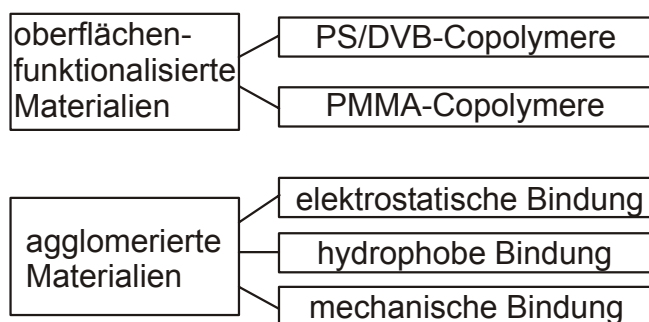 oberflächen-
funktionalisierte
Materialien
PS/DVB-Copolymere
PMMA-Copolymere
agglomerierte
Materialien
elektrostatische Bindung
hydrophobe Bindung
mechanische Bindung